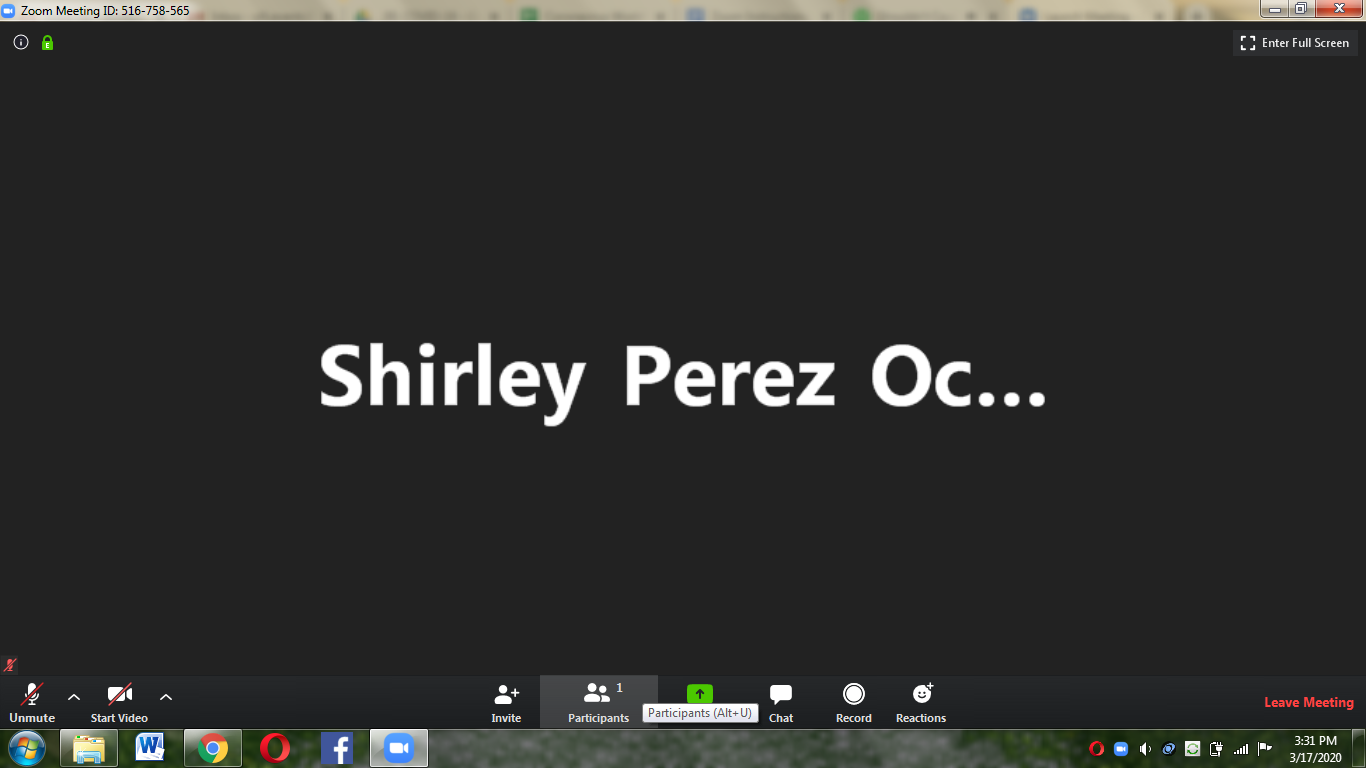 Zoom Meeting ID: 516-758-565
Enter Full Screen
Shirley Perez Oc...
1
Unmute
Start Video
Invite
Participants
Participants (Alt+U)
Chat
Record
Reactions
Leave Meeting
3:31 PM
3/17/2020